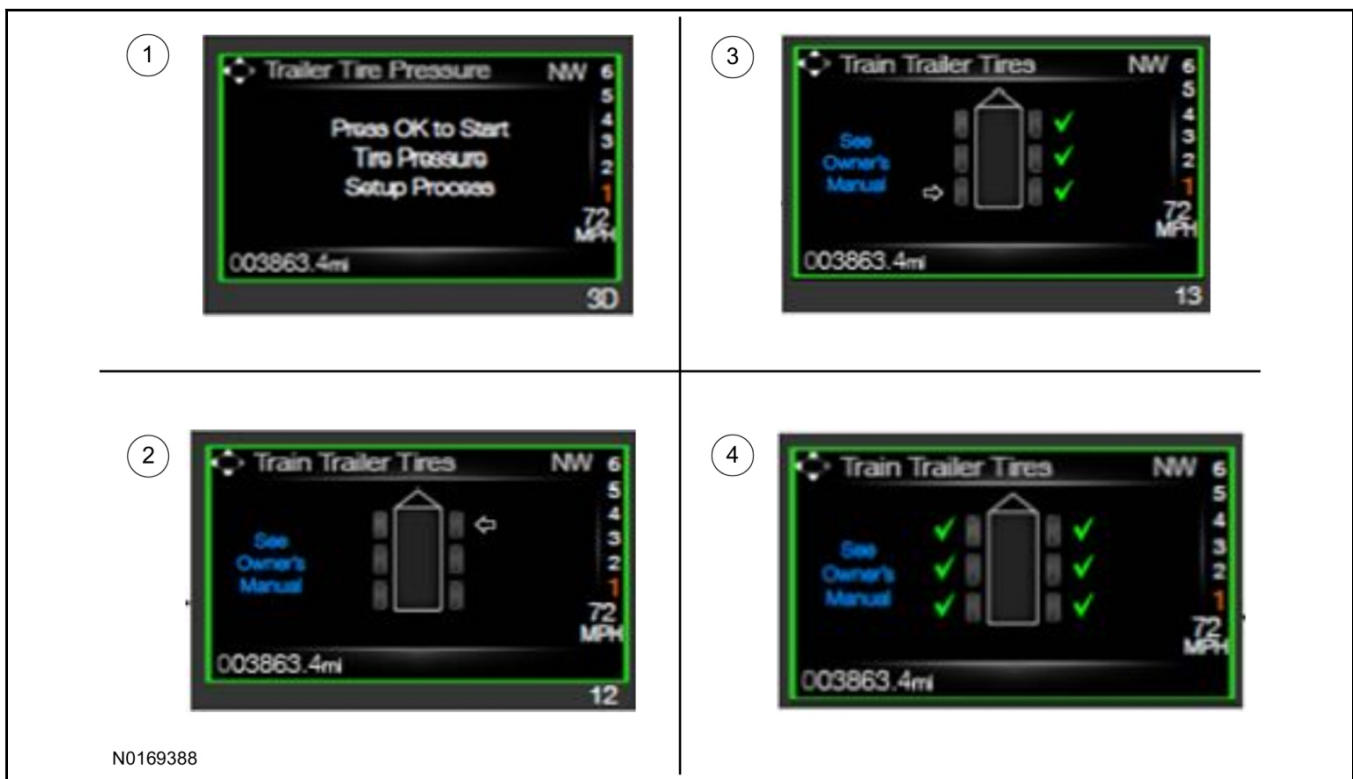 1
Trailer Tire Pressure NW 6
5
4
Press OK to Start 3
Tire Pressure 2
Setup Process 1
72
MPH
003863.4mi
3D
2
Train Trailer Tires NW 6
5
4
See 3
Owner's 2
Manual 1
72
MPH
003863.4mi
12
3
Train Trailer Tires NW 6
5
4
See 3
Owner's 2
Manual 1
72
MPH
003863.4mi
13
4
Train Trailer Tires NW 6
5
4
See 3
Owner's 2
Manual 1
72
MPH
003863.4mi
N0169388